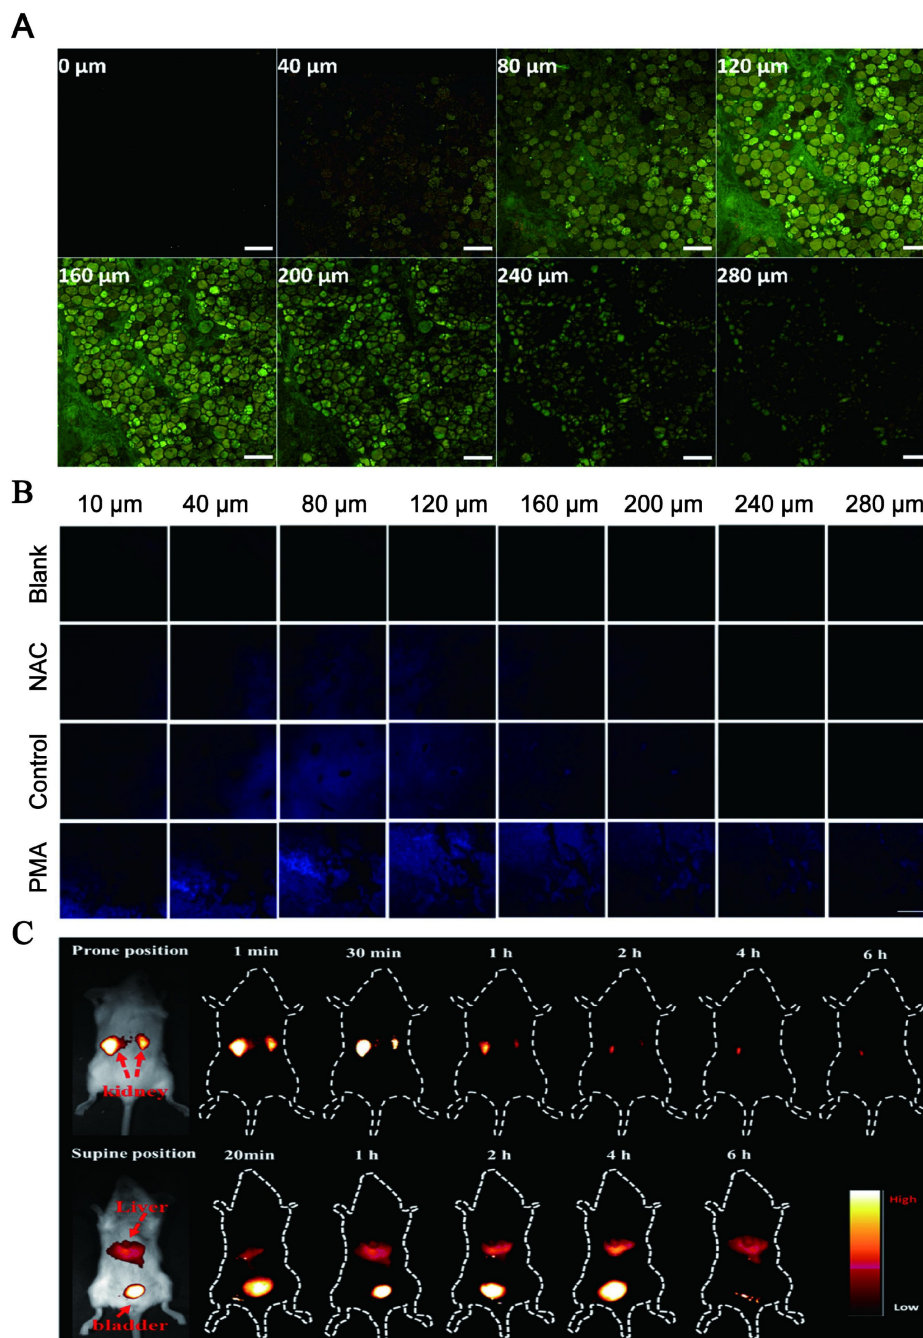 A
0 µm 40 µm 80 µm 120 µm
160 µm 200 µm 240 µm 280 µm
B
10 µm 40 µm 80 µm 120 µm 160 µm 200 µm 240 µm 280 µm
Blank
NAC
Control
PMA
C
Prone position 1 min 30 min 1 h 2 h 4 h 6 h
kidney
Supine position 20min 1 h 2 h 4 h 6 h
Liver
High
Low
bladder